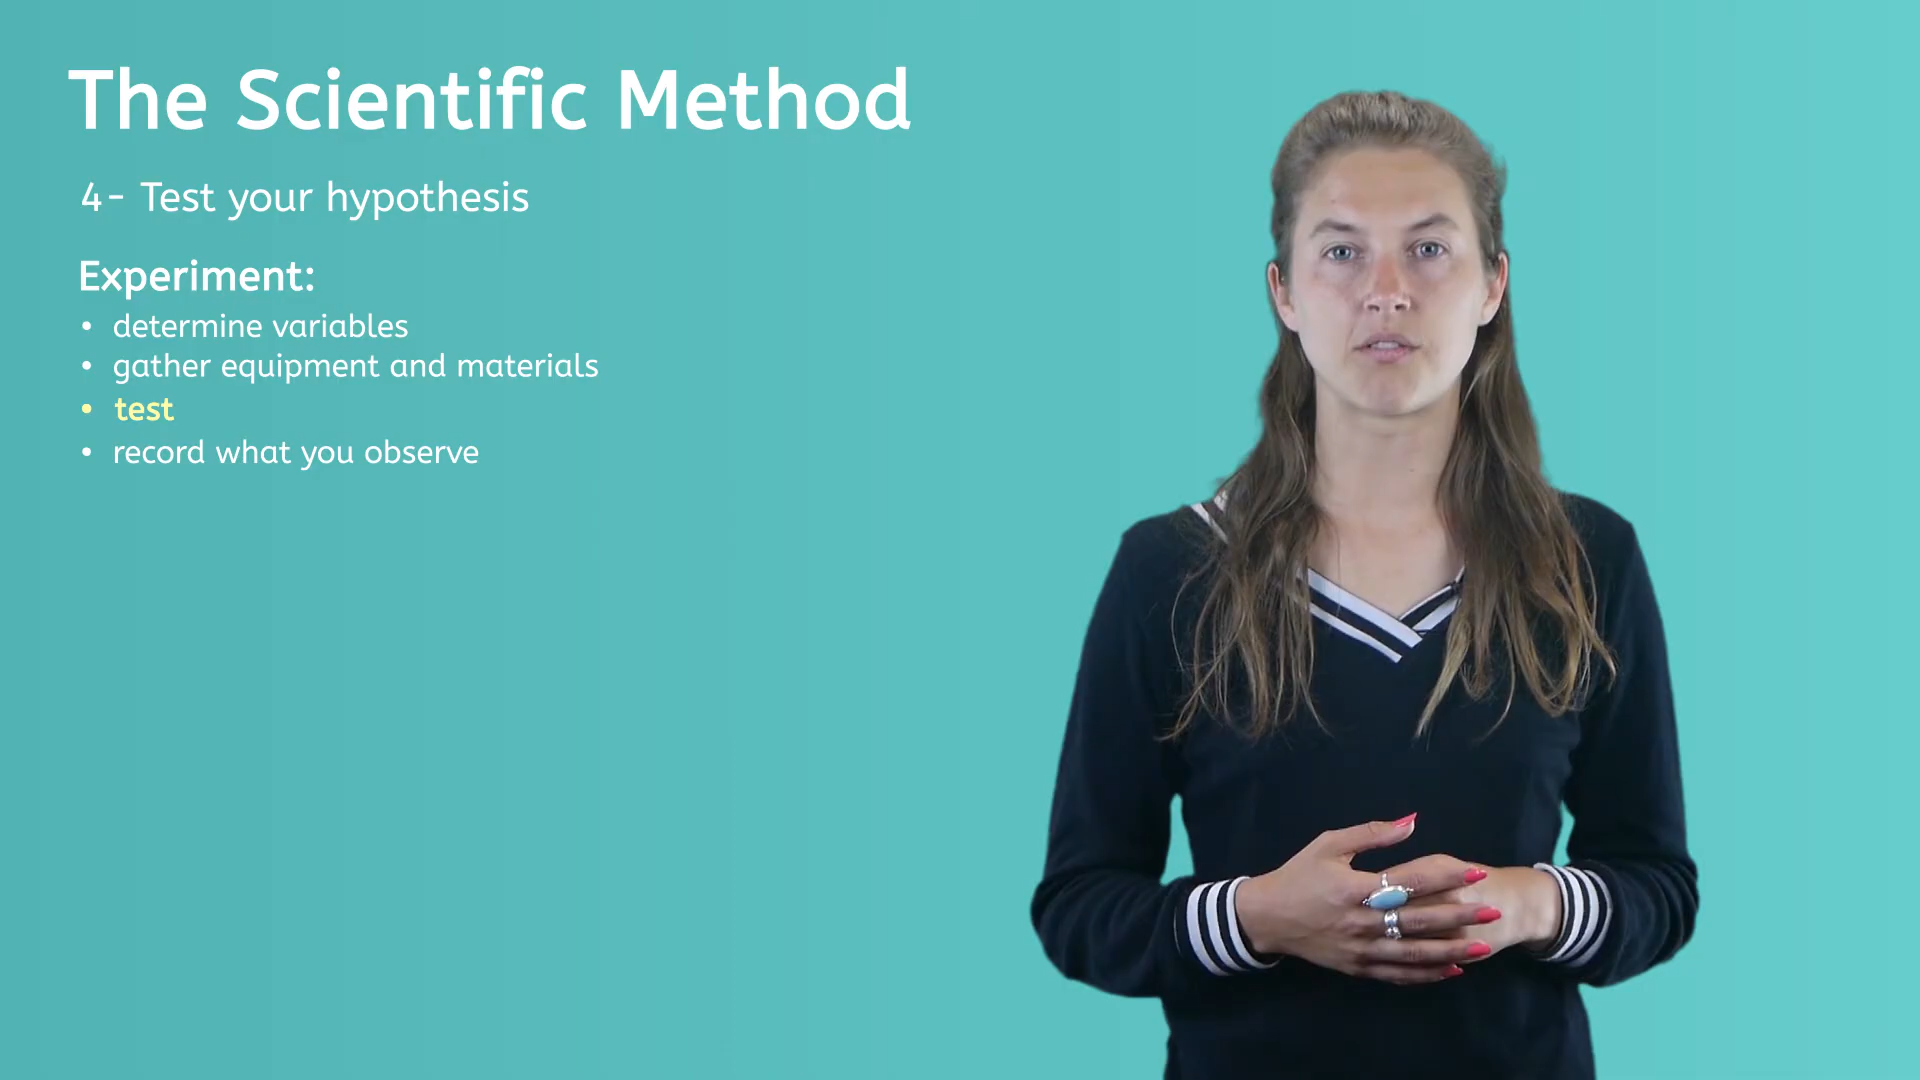 The Scientific Method
4- Test your hypothesis
Experiment:
• determine variables
• gather equipment and materials
• test
• record what you observe